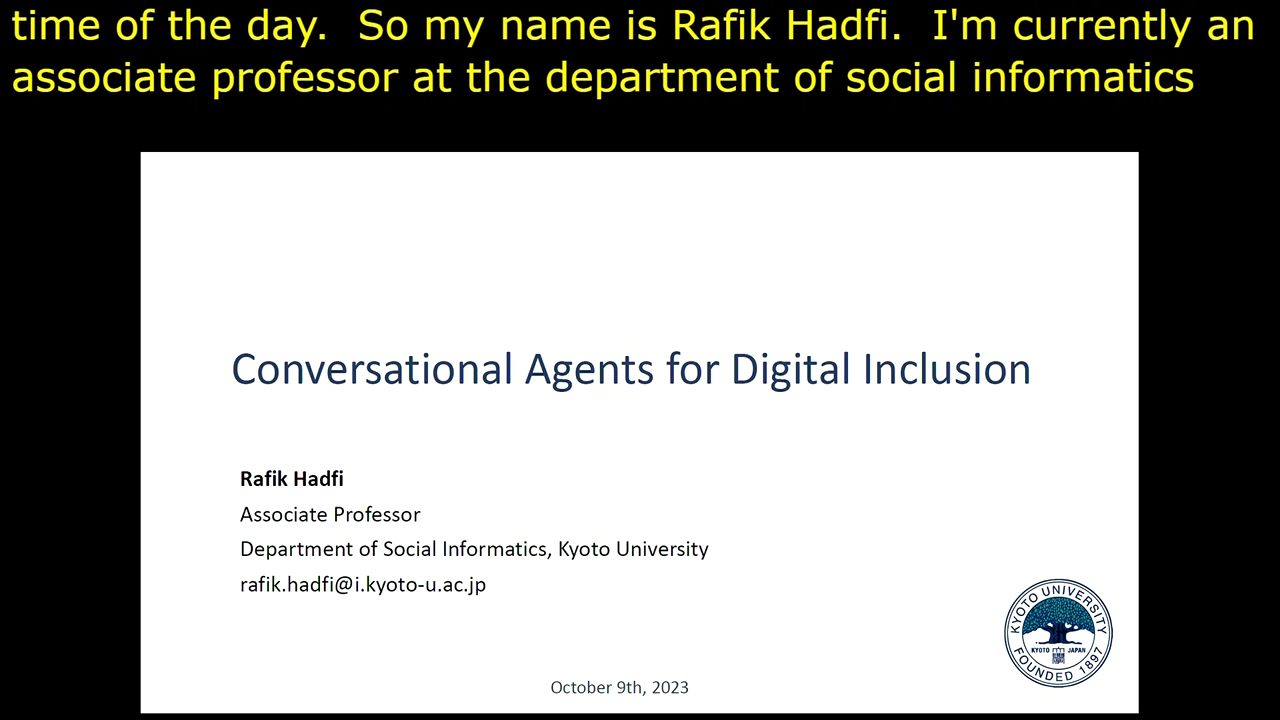 time of the day.  So my name is Rafik Hadfi.  I'm currently an
associate professor at the department of social informatics
Conversational Agents for Digital Inclusion
Rafik Hadfi
Associate Professor
Department of Social Informatics, Kyoto University
rafik.hadfi@i.kyoto-u.ac.jp
KYOTO UNIVERSITY
KYOTO JAPAN
FOUNDED 1897
October 9th, 2023